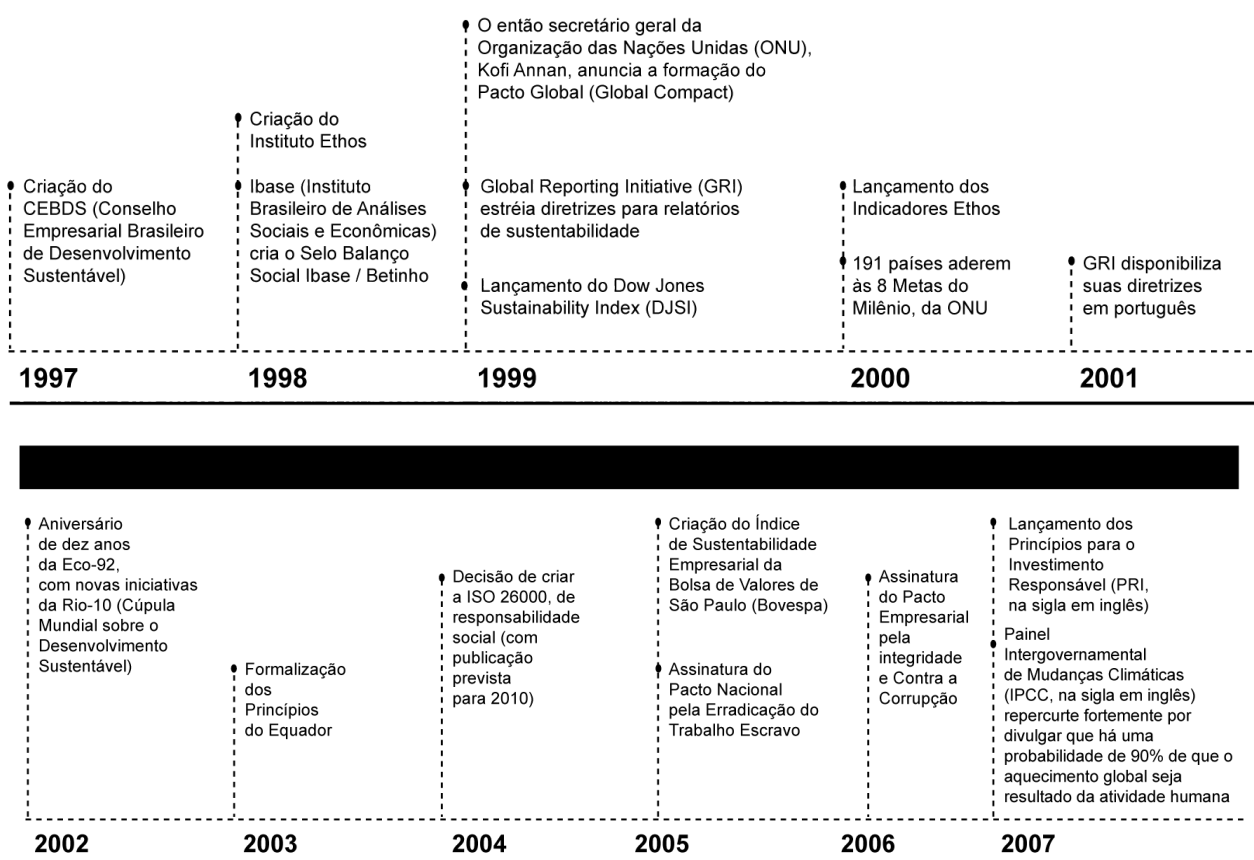 O então secretário geral da
Organização das Nações Unidas (ONU),
Kofi Annan, anuncia a formação do
Pacto Global (Global Compact)
Criação do
Instituto Ethos
Criação do
CEBDS (Conselho
Empresarial Brasileiro
de Desenvolvimento
Sustentável)
Ibase (Instituto
Brasileiro de Análises
Sociais e Econômicas)
cria o Selo Balanço
Social Ibase / Betinho
Global Reporting Initiative (GRI)
estréia diretrizes para relatórios
de sustentabilidade
Lançamento do Dow Jones
Sustainability Index (DJSI)
Lançamento dos
Indicadores Ethos
191 países aderem
às 8 Metas do
Milênio, da ONU
GRI disponibiliza
suas diretrizes
em português
1997
1998
1999
2000
2001
Aniversário
de dez anos
da Eco-92,
com novas iniciativas
da Rio-10 (Cúpula
Mundial sobre o
Desenvolvimento
Sustentável)
Formalização
dos
Princípios
do Equador
Decisão de criar
a ISO 26000, de
responsabilidade
social (com
publicação
prevista
para 2010)
Criação do Índice
de Sustentabilidade
Empresarial da
Bolsa de Valores de
São Paulo (Bovespa)
Assinatura do
Pacto Nacional
pela Erradicação do
Trabalho Escravo
Assinatura
do Pacto
Empresarial
pela
integridade
e Contra a
Corrupção
Lançamento dos
Princípios para o
Investimento
Responsável (PRI,
na sigla em inglês)
Painel
Intergovernamental
de Mudanças Climáticas
(IPCC, na sigla em inglês)
repercurte fortemente por
divulgar que há uma
probabilidade de 90% de que o
aquecimento global seja
resultado da atividade humana
2002
2003
2004
2005
2006
2007